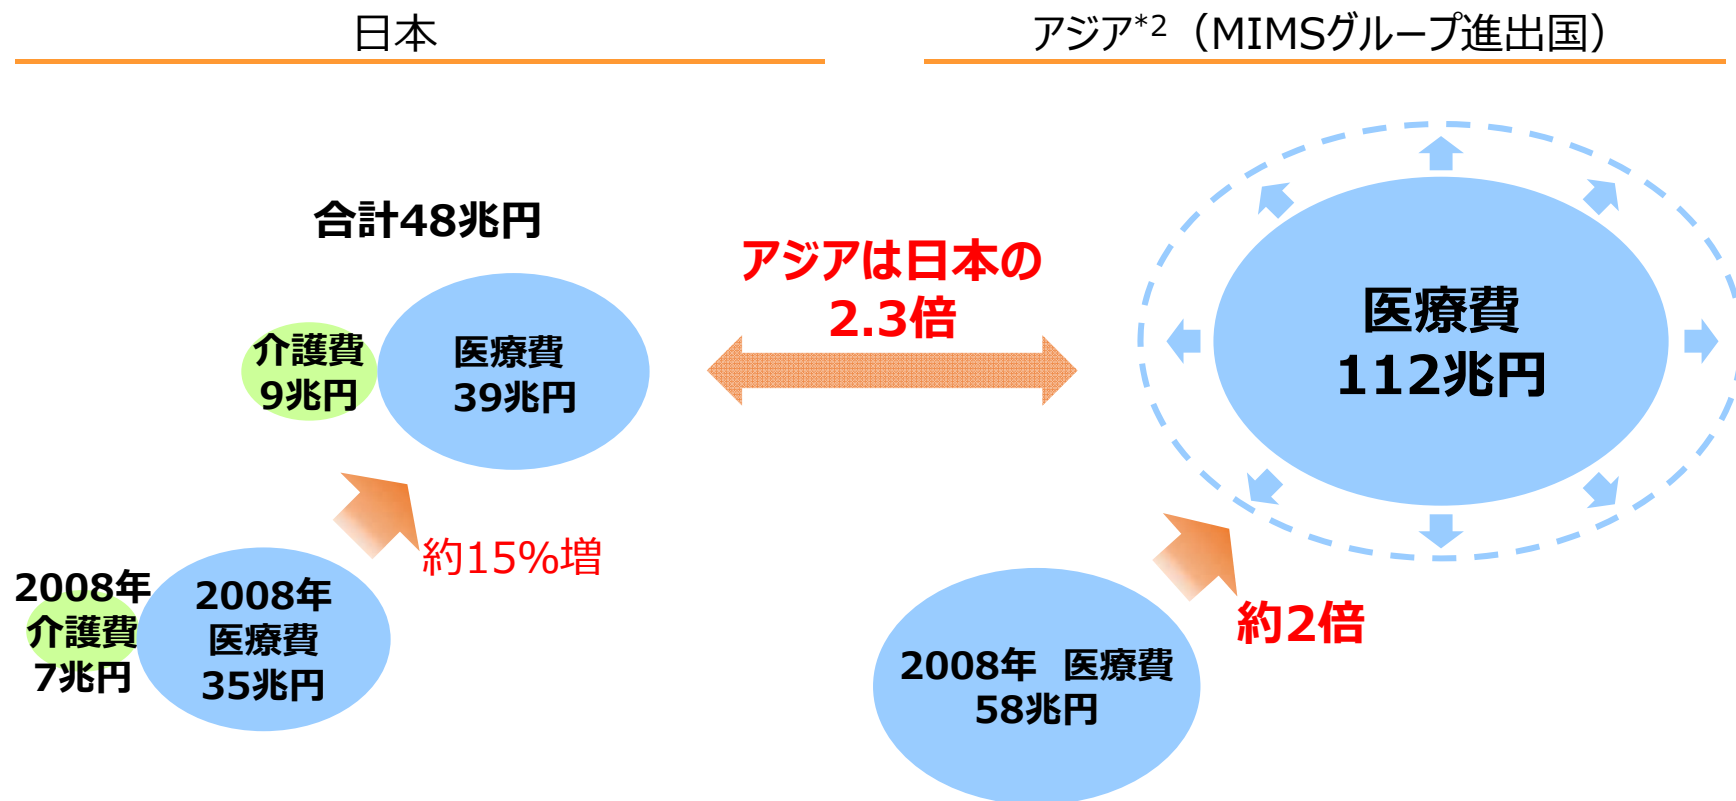 日本
合計48兆円
介護費
9兆円
医療費
39兆円
約15%増
2008年
介護費
7兆円
2008年
医療費
35兆円
アジアは日本の
2.3倍
アジア*2（MIMSグループ進出国）
医療費
112兆円
約2倍
2008年 医療費
58兆円